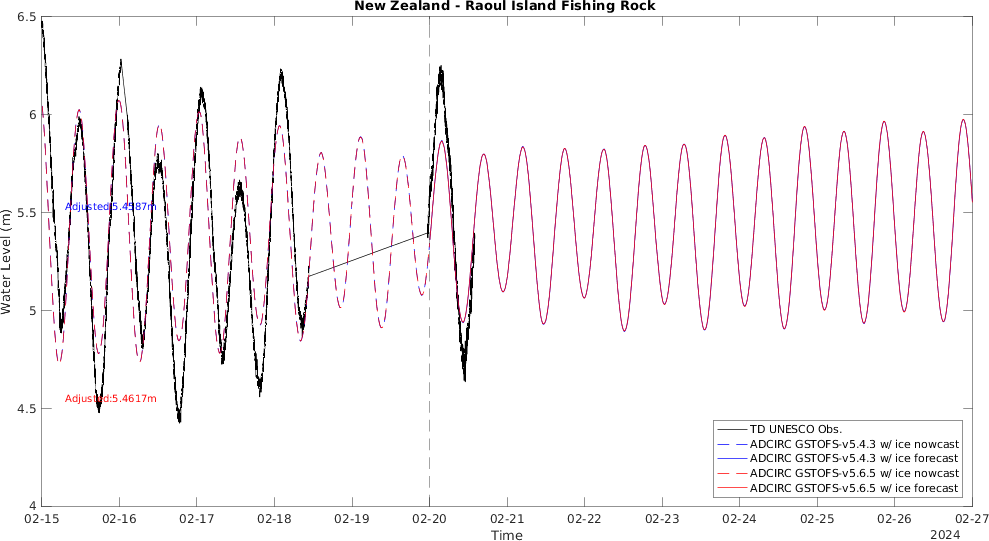 New Zealand - Raoul Island Fishing Rock
Water Level (m)
6.5
6
5.5
5
4.5
4
Adjusted:5.4587m
Adjusted:5.4617m
TD UNESCO Obs.
ADCIRC GSTOFS-v5.4.3 w/ ice nowcast
ADCIRC GSTOFS-v5.4.3 w/ ice forecast
ADCIRC GSTOFS-v5.6.5 w/ ice nowcast
ADCIRC GSTOFS-v5.6.5 w/ ice forecast
02-15 02-16 02-17 02-18 02-19 02-20 02-21 02-22 02-23 02-24 02-25 02-26 02-27
Time
2024